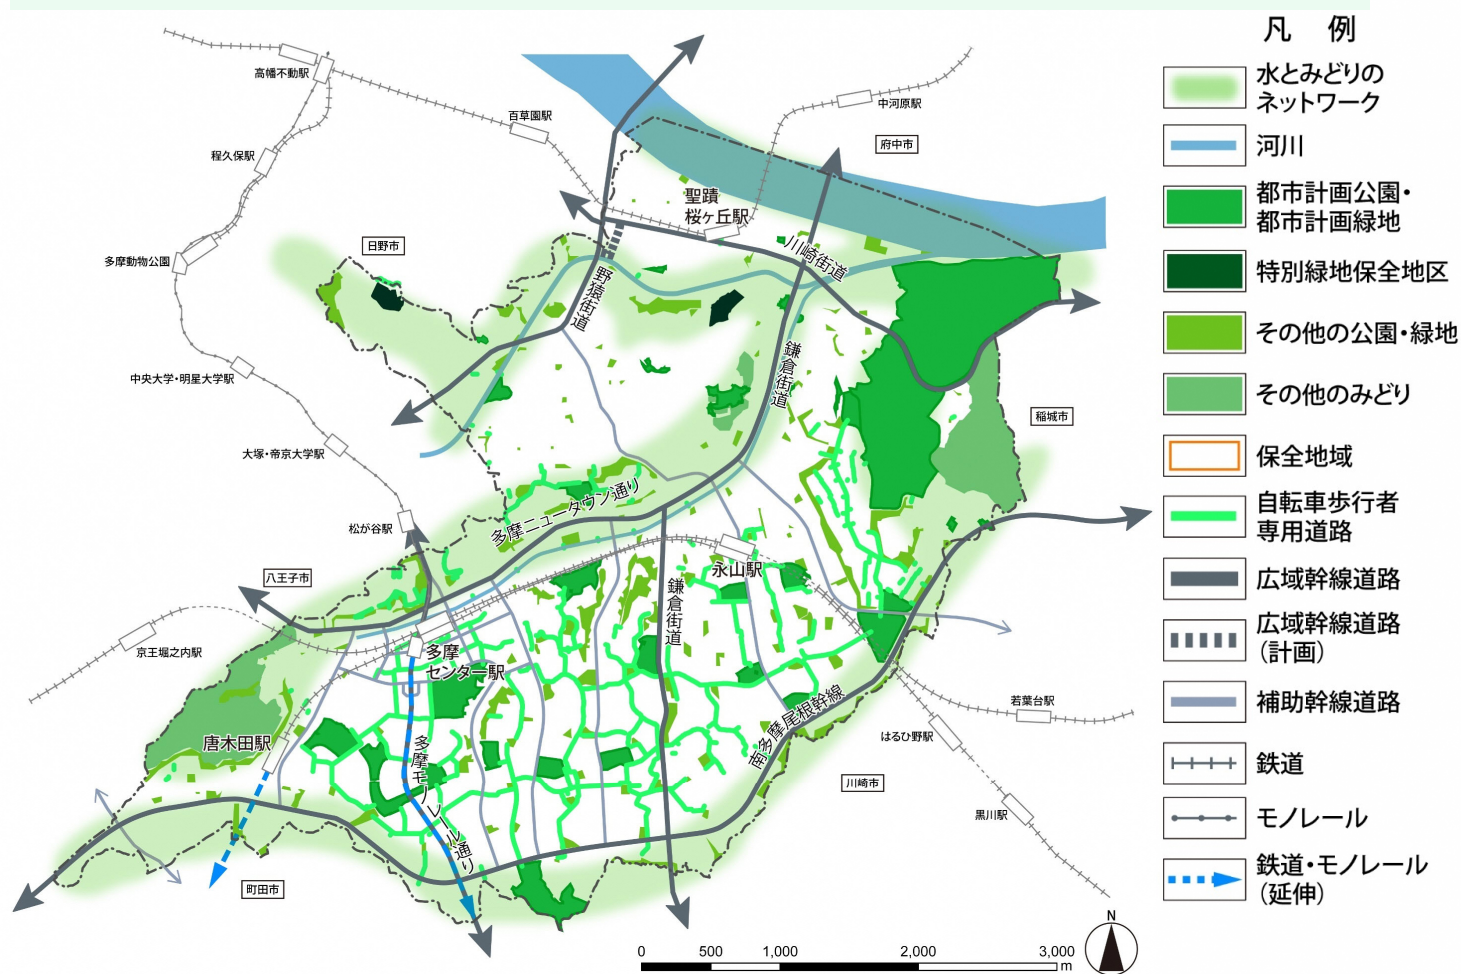 高幡不動駅
百草園駅
中河原駅
府中市
程久保駅
聖蹟
桜ヶ丘駅
日野市
川崎街道
多摩動物公園
野猿街道
鎌倉街道
中央大学・明星大学駅
稲城市
大塚・帝京大学駅
多摩ニュータウン通り
松が谷駅
永山駅
八王子市
鎌倉街道
京王堀之内駅
多摩
センター駅
若葉台駅
唐木田駅
南多摩尾根幹線
はるひ野駅
多摩モノレール通り
川崎市
黒川駅
町田市
0 500 1,000 2,000 3,000
m
N
凡 例
水とみどりの
ネットワーク
河川
都市計画公園・
都市計画緑地
特別緑地保全地区
その他の公園・緑地
その他のみどり
保全地域
自転車歩行者
専用道路
広域幹線道路
広域幹線道路
（計画）
補助幹線道路
鉄道
モノレール
鉄道・モノレール
（延伸）